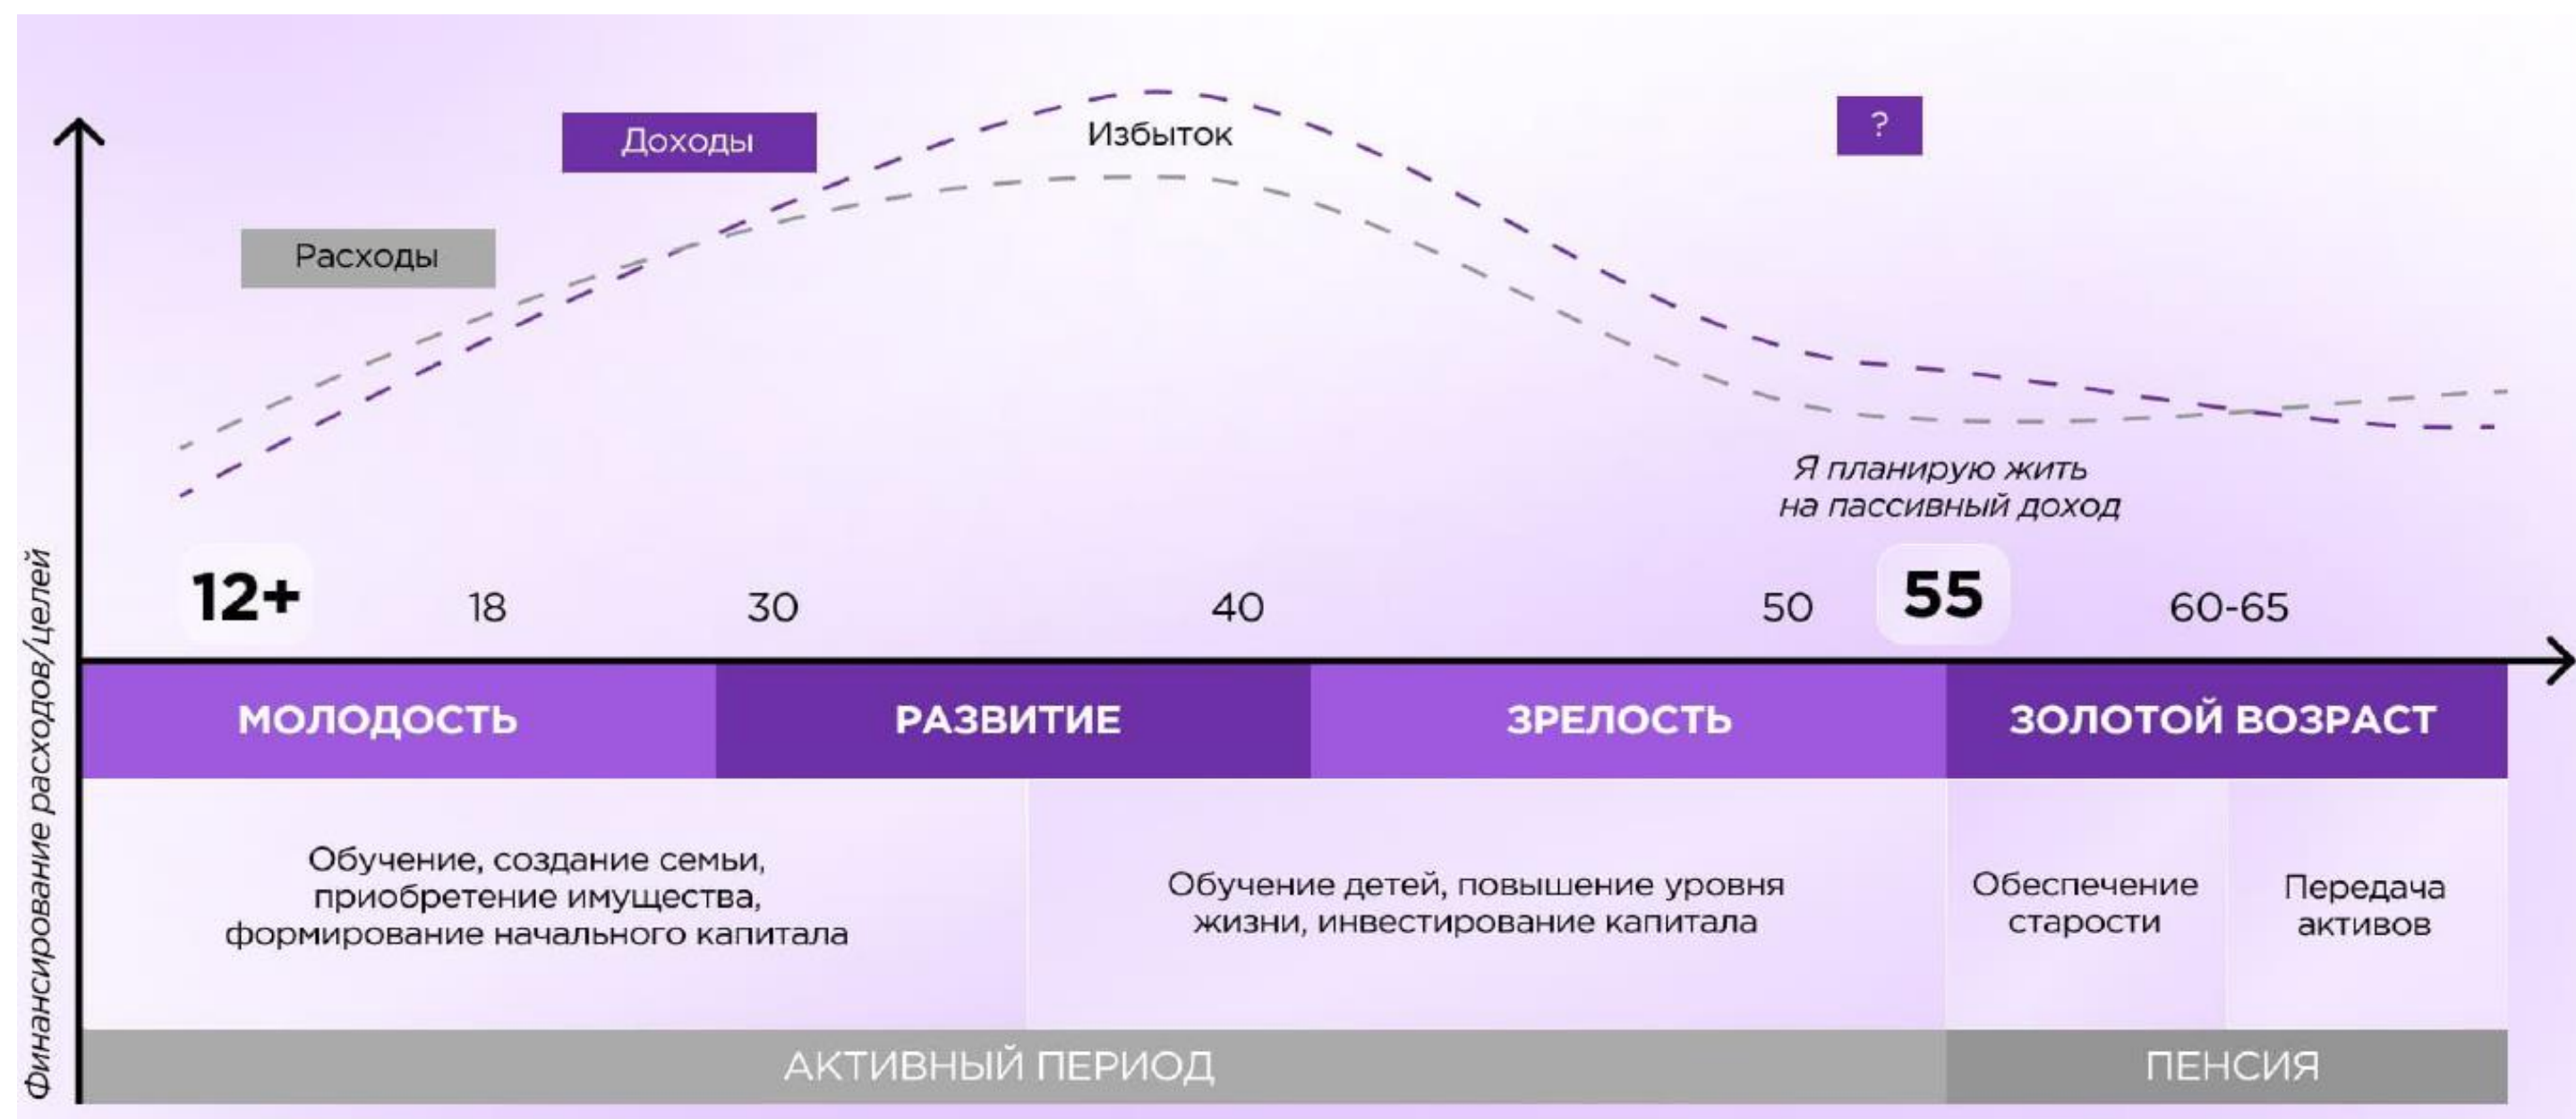 Доходы
?
Избыток
Расходы
Я планирую жить
на пассивный доход
12+
18
30
40
50
55
60-65
Финансирование расходов/целей
МОЛОДОСТЬ
РАЗВИТИЕ
ЗРЕЛОСТЬ
ЗОЛОТОЙ ВОЗРАСТ
Обучение, создание семьи,
приобретение имущества,
формирование начального капитала
Обучение детей, повышение уровня
жизни, инвестирование капитала
Обеспечение
старости
Передача
активов
АКТИВНЫЙ ПЕРИОД
ПЕНСИЯ